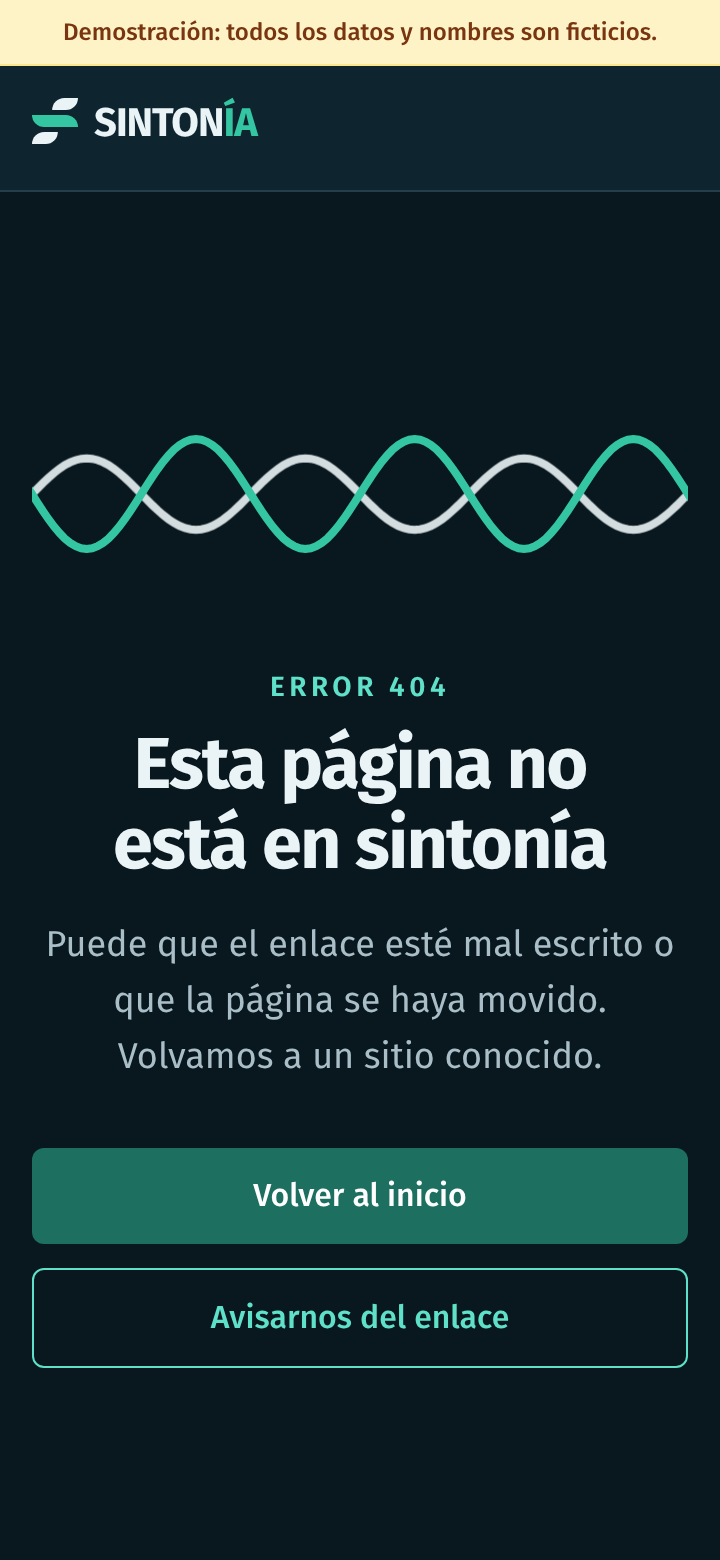 Demostración: todos los datos y nombres son ficticios.
SINTONÍA
ERROR 404
Esta página no
está en sintonía
Puede que el enlace esté mal escrito o
que la página se haya movido.
Volvamos a un sitio conocido.
Volver al inicio
Avisarnos del enlace